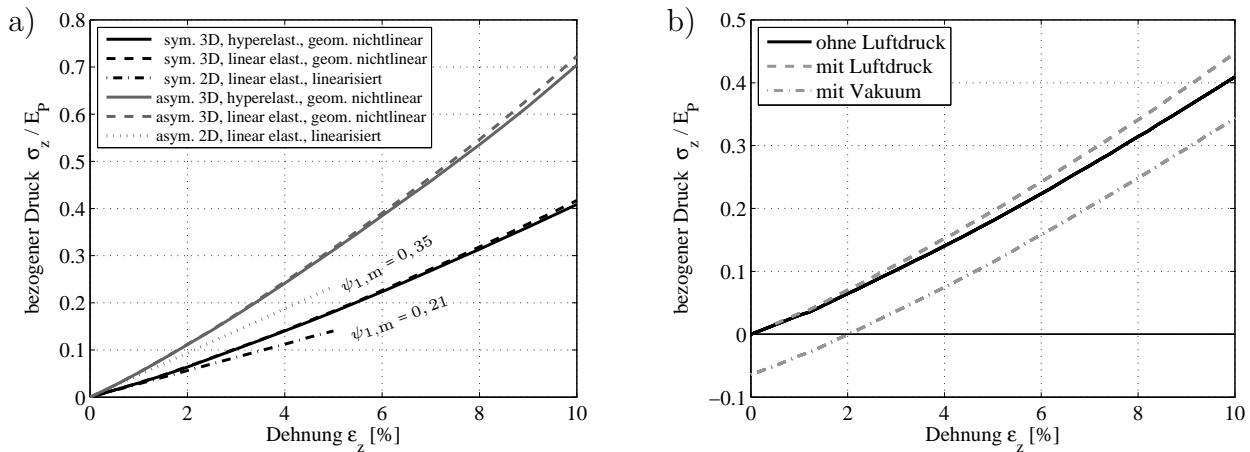 a)
bezogener Druck σz / EP
0.8
0.7
0.6
0.5
0.4
0.3
0.2
0.1
0
sym. 3D, hyperelast., geom. nichtlinear
sym. 3D, linear elast., geom. nichtlinear
sym. 2D, linear elast., linearisiert
asym. 3D, hyperelast., geom. nichtlinear
asym. 3D, linear elast., geom. nichtlinear
asym. 2D, linear elast., linearisiert
ψ1,m = 0,35
ψ1,m = 0,21
0 2 4 6 8 10
Dehnung εz [%]
b)
bezogener Druck σz / EP
0.5
0.4
0.3
0.2
0.1
0
−0.1
ohne Luftdruck
mit Luftdruck
mit Vakuum
0 2 4 6 8 10
Dehnung εz [%]